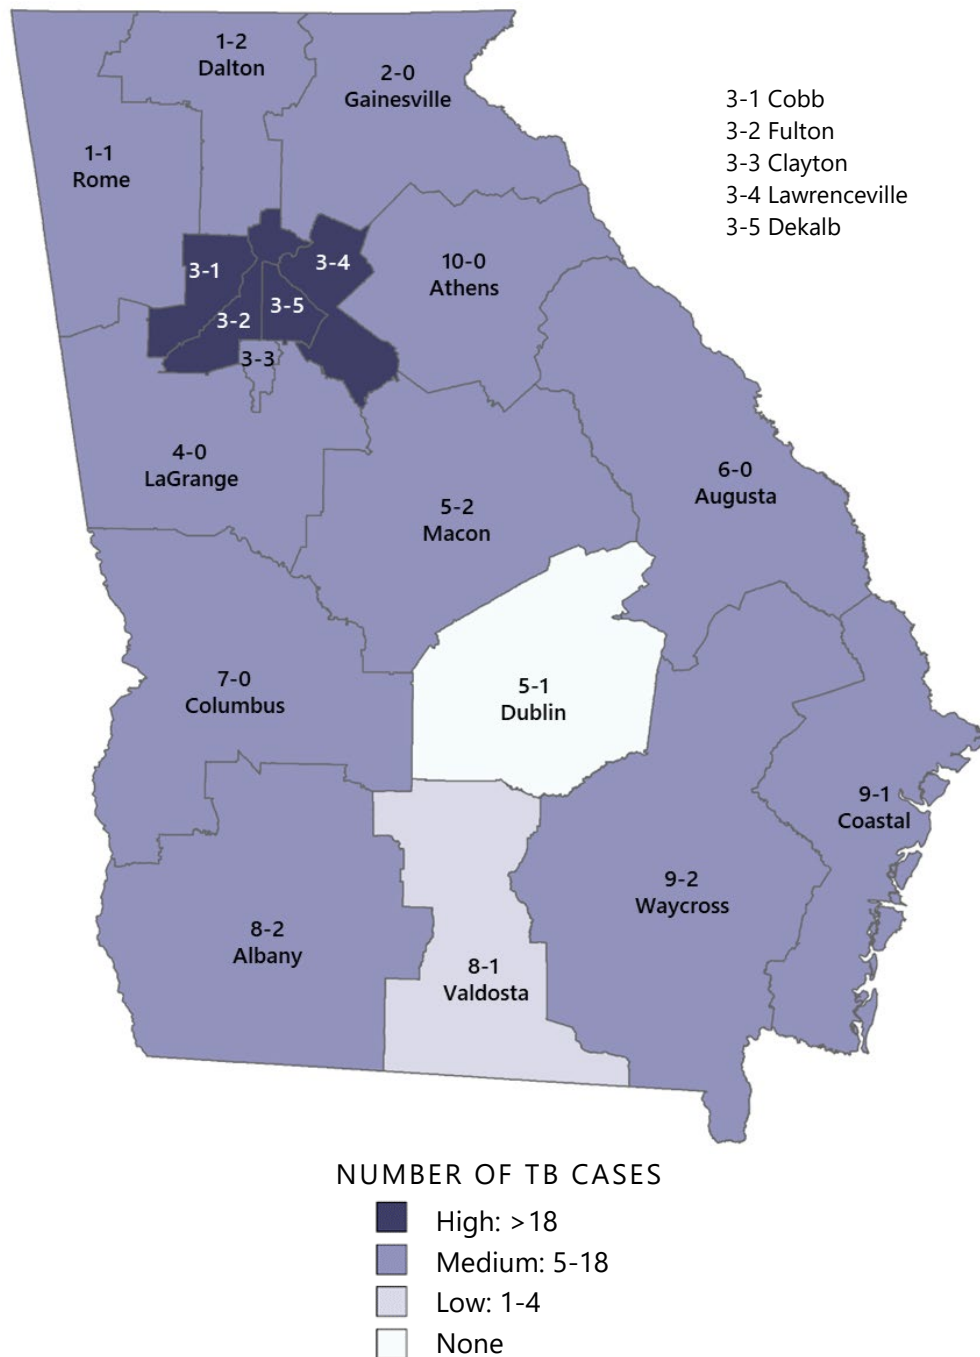 1-2
Dalton
2-0
Gainesville
3-1 Cobb
3-2 Fulton
3-3 Clayton
3-4 Lawrenceville
3-5 Dekalb
1-1
Rome
3-1
3-4
10-0
Athens
3-2
3-5
3-3
4-0
LaGrange
5-2
Macon
6-0
Augusta
7-0
Columbus
5-1
Dublin
9-1
Coastal
9-2
Waycross
8-2
Albany
8-1
Valdosta
NUMBER OF TB CASES
High: >18
Medium: 5-18
Low: 1-4
None